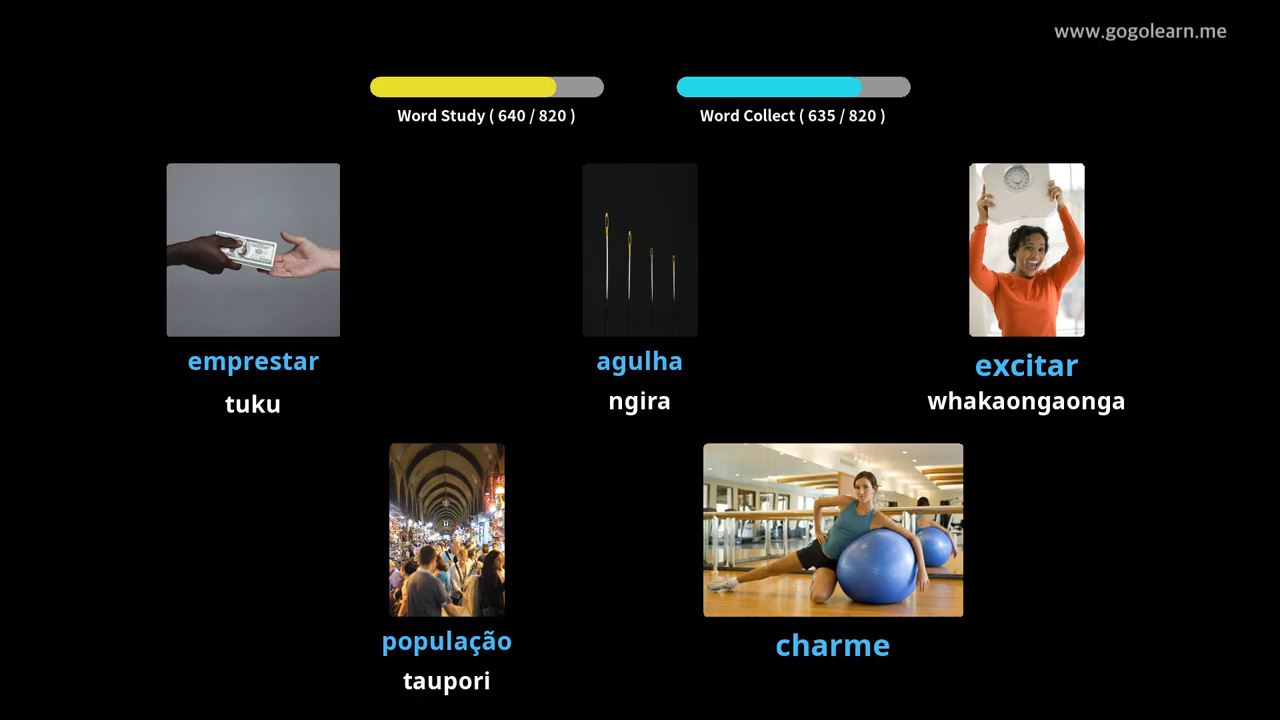 www.gogolearn.me
Word Study ( 640 / 820 )
Word Collect ( 635 / 820 )
emprestar
tuku
agulha
ngira
excitar
whakaongaonga
população
taupori
charme